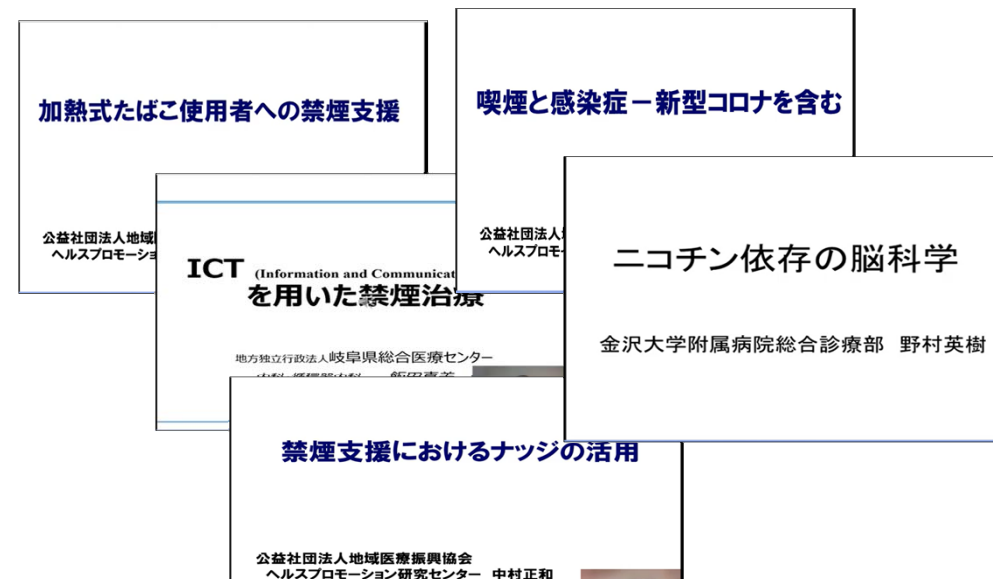 加熱式たばこ使用者への禁煙支援
公益社団法人地域
ヘルスプロモーショ
喫煙と感染症－新型コロナを含む
公益社団法人
ヘルスプロモー
ICT (Information and Communicat
を用いた禁煙治療
地方独立行政法人岐阜県総合医療センター
ニコチン依存の脳科学
金沢大学附属病院総合診療部 野村英樹
禁煙支援におけるナッジの活用
公益社団法人地域医療振興協会
ヘルスプロモーション研究センター 中村正和